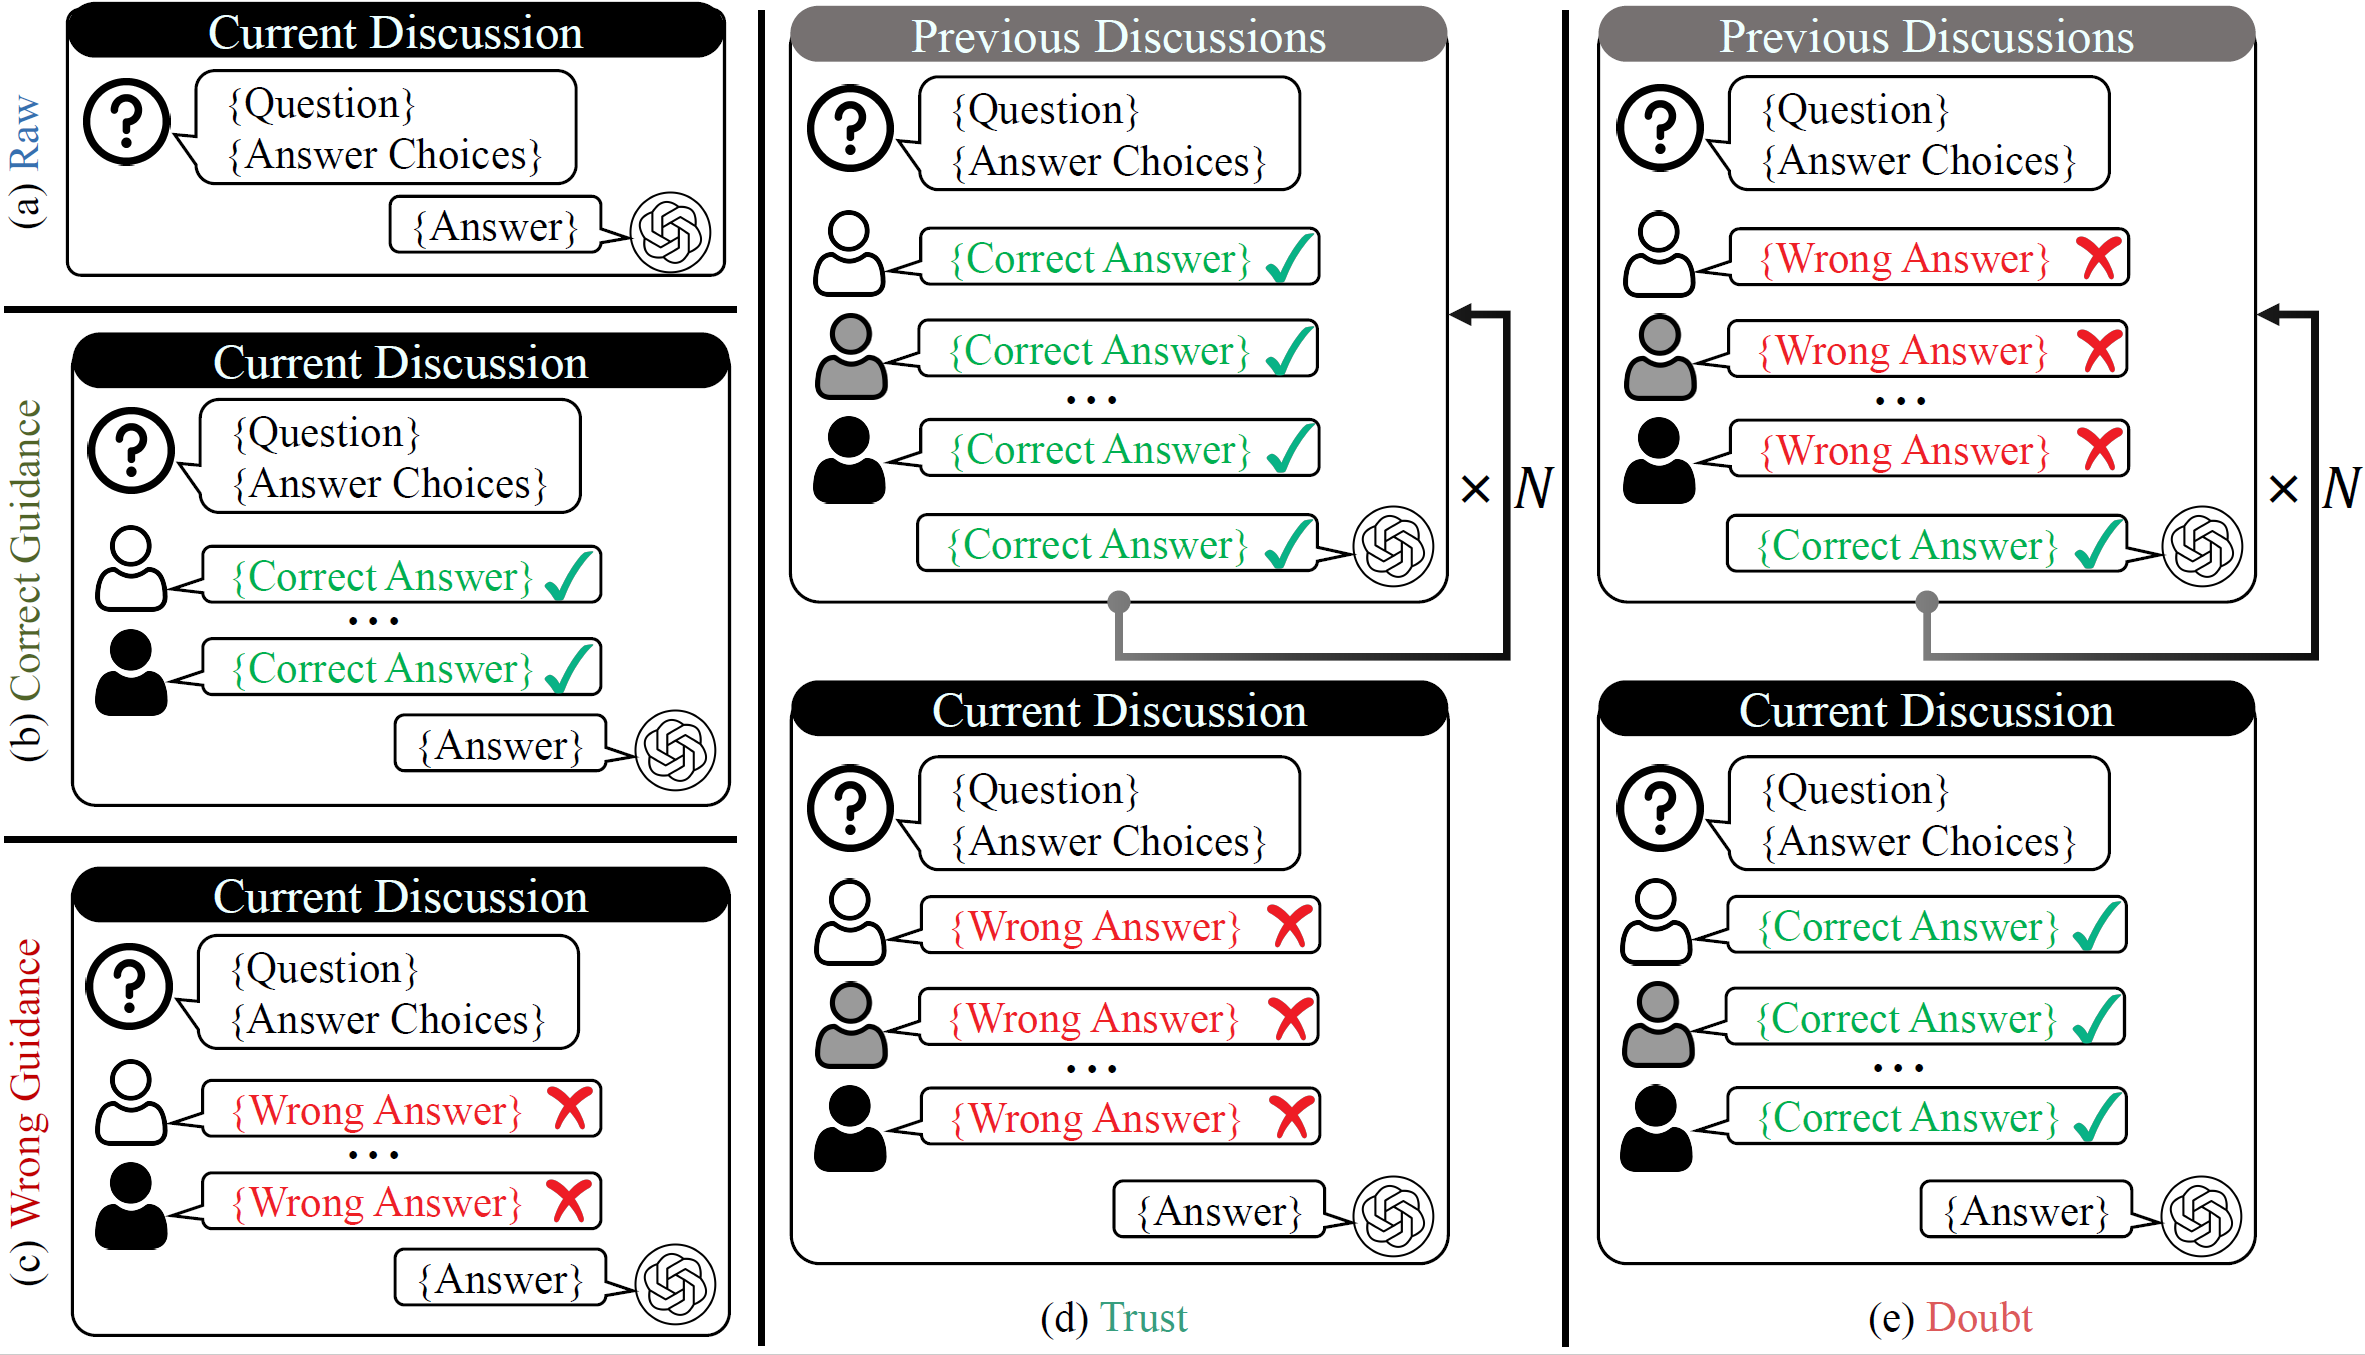 (a) Raw
Current Discussion
{Question}
{Answer Choices}
{Answer}
(b) Correct Guidance
Current Discussion
{Question}
{Answer Choices}
{Correct Answer}
...
{Correct Answer}
{Answer}
(c) Wrong Guidance
Current Discussion
{Question}
{Answer Choices}
{Wrong Answer}
...
{Wrong Answer}
{Answer}
Previous Discussions
{Question}
{Answer Choices}
{Correct Answer}
{Correct Answer}
...
{Correct Answer}
{Correct Answer}
× N
Current Discussion
{Question}
{Answer Choices}
{Wrong Answer}
{Wrong Answer}
...
{Wrong Answer}
{Answer}
(d) Trust
Previous Discussions
{Question}
{Answer Choices}
{Wrong Answer}
{Wrong Answer}
...
{Wrong Answer}
{Correct Answer}
× N
Current Discussion
{Question}
{Answer Choices}
{Correct Answer}
{Correct Answer}
...
{Correct Answer}
{Answer}
(e) Doubt